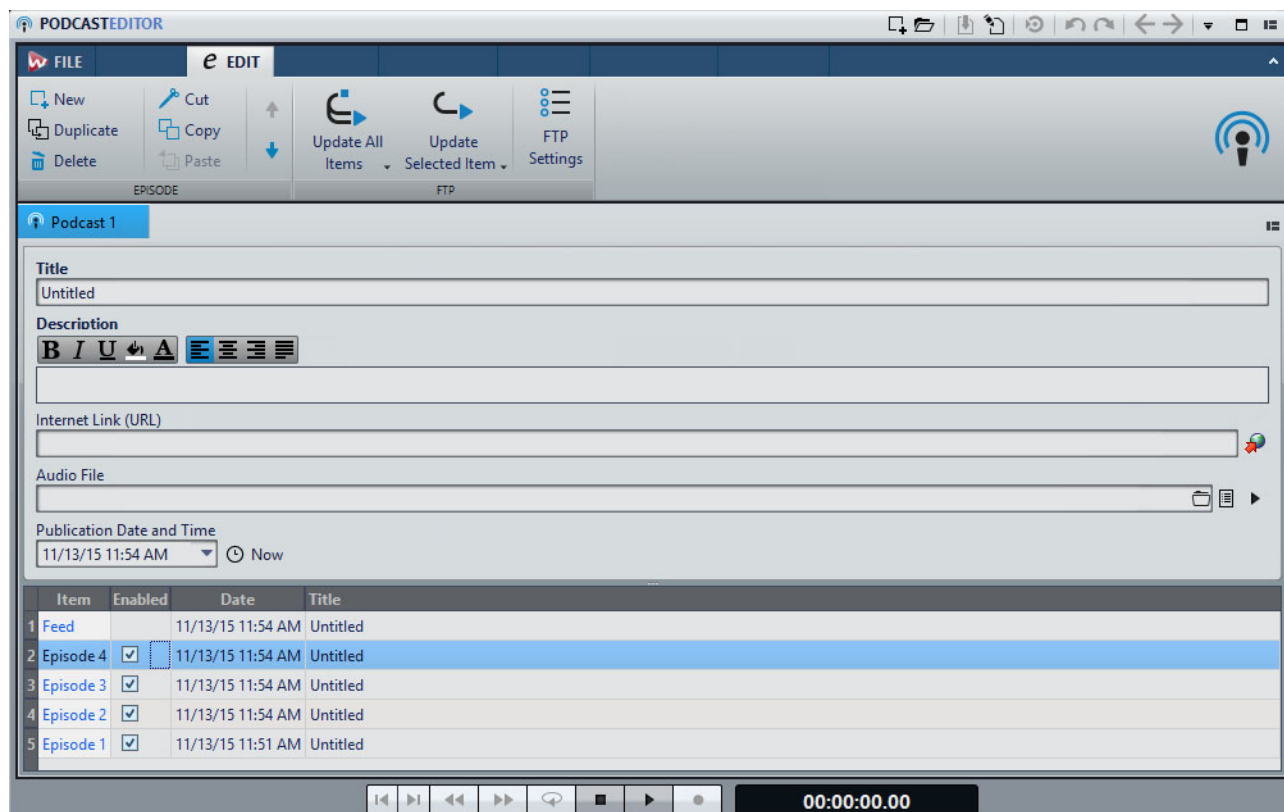 PODCASTEDITOR
FILE
e EDIT
New
Cut
Duplicate
Copy
Delete
Paste
Update All
Items
Update
Selected Item
FTP
Settings
EPISODE
FTP
Podcast 1
Title
Untitled
Description
B I U A
Internet Link (URL)
Audio File
Publication Date and Time
11/13/15 11:54 AM Now
Item Enabled Date Title
1 Feed 11/13/15 11:54 AM Untitled
2 Episode 4 11/13/15 11:54 AM Untitled
3 Episode 3 11/13/15 11:54 AM Untitled
4 Episode 2 11/13/15 11:54 AM Untitled
5 Episode 1 11/13/15 11:51 AM Untitled
00:00:00.00